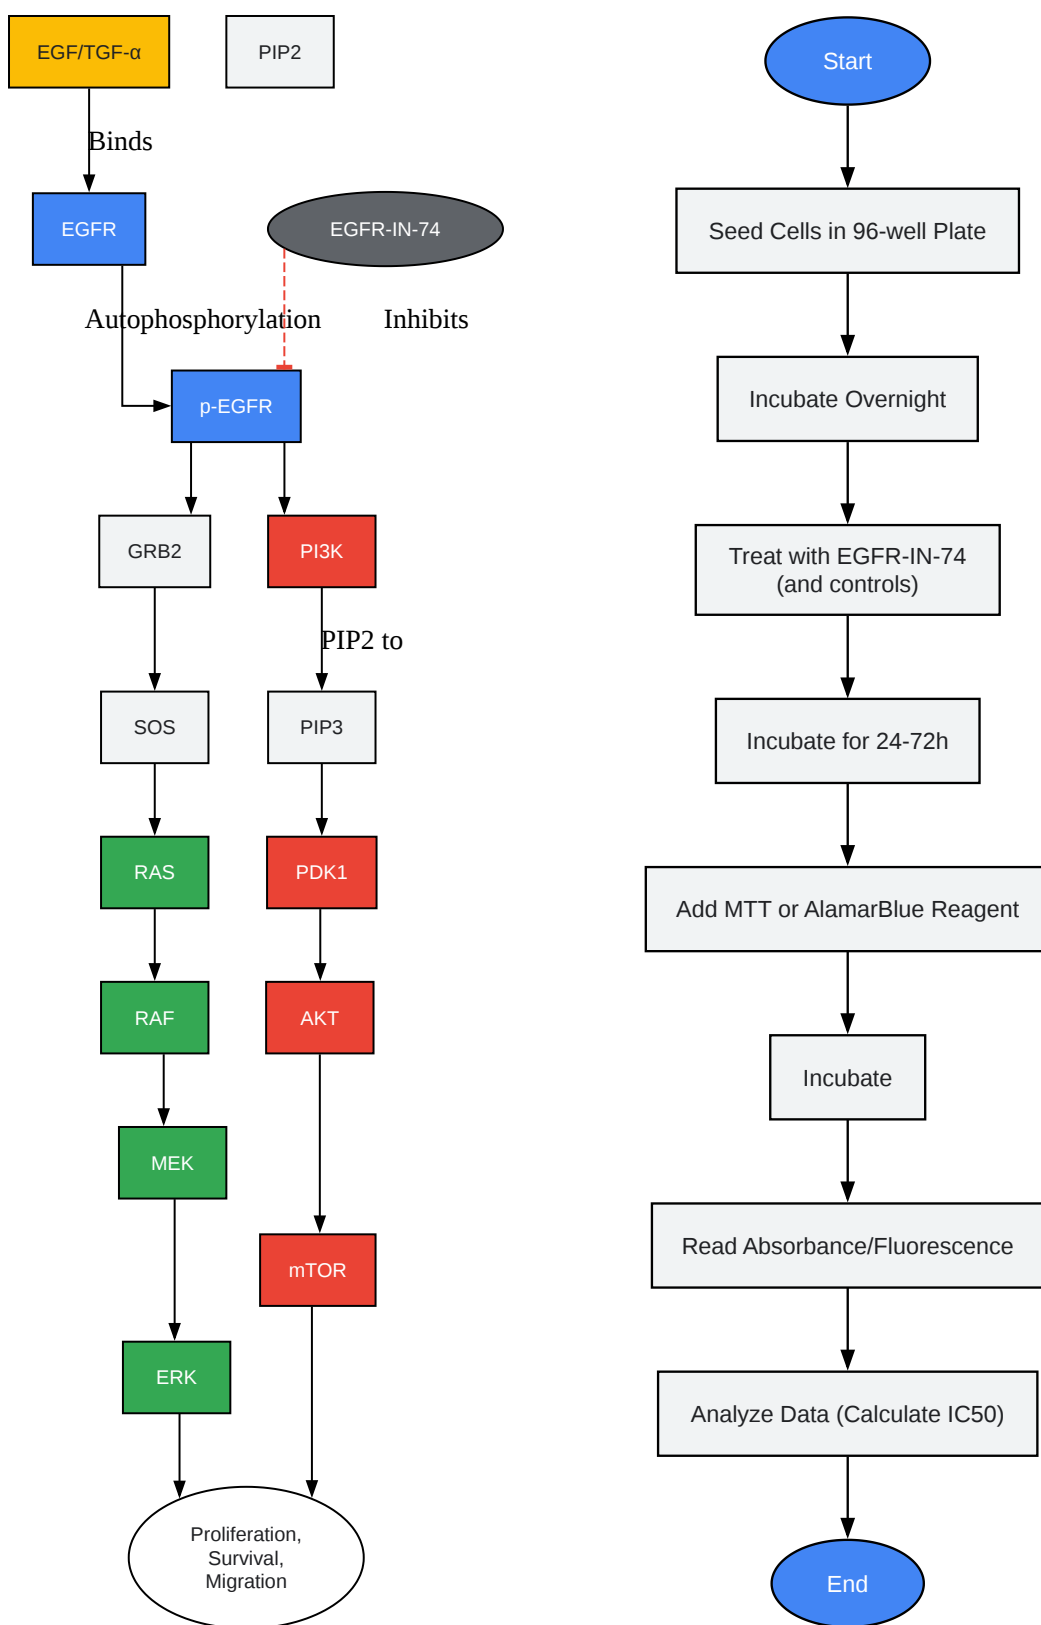 EGF/TGF-α
PIP2
Binds
EGFR
EGFR-IN-74
Autophosphorylation
Inhibits
p-EGFR
GRB2
PI3K
PIP2 to
SOS
PIP3
RAS
PDK1
RAF
AKT
MEK
mTOR
ERK
Proliferation,
Survival,
Migration
Start
Seed Cells in 96-well Plate
Incubate Overnight
Treat with EGFR-IN-74
(and controls)
Incubate for 24-72h
Add MTT or AlamarBlue Reagent
Incubate
Read Absorbance/Fluorescence
Analyze Data (Calculate IC50)
End